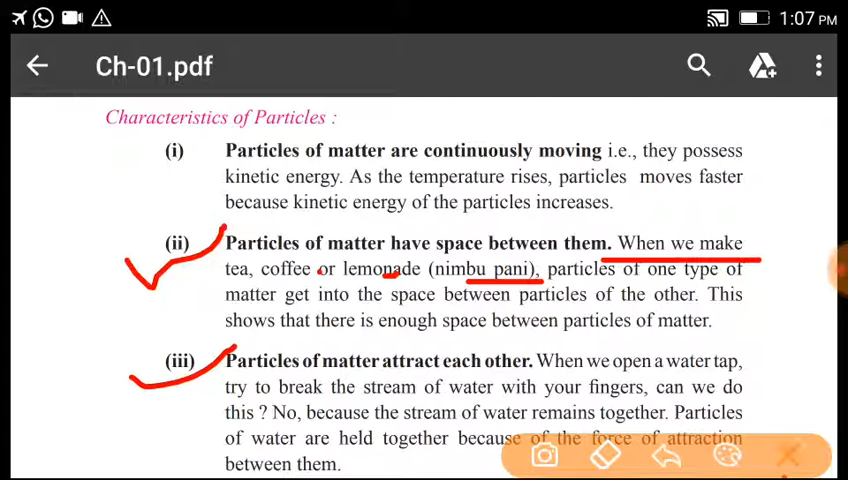 1:07 PM
Ch-01.pdf
Characteristics of Particles :
(i) Particles of matter are continuously moving i.e., they possess
kinetic energy. As the temperature rises, particles moves faster
because kinetic energy of the particles increases.
(ii) Particles of matter have space between them. When we make
tea, coffee or lemonade (nimbu pani), particles of one type of
matter get into the space between particles of the other. This
shows that there is enough space between particles of matter.
(iii) Particles of matter attract each other. When we open a water tap,
try to break the stream of water with your fingers, can we do
this ? No, because the stream of water remains together. Particles
of water are held together because of the force of attraction
between them.